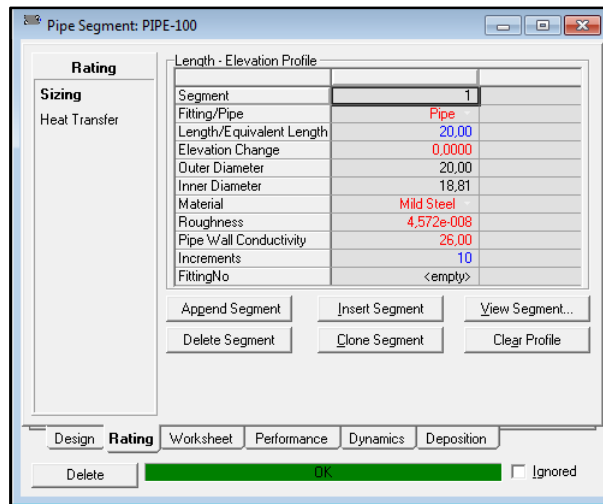 Pipe Segment: PIPE-100
Rating
Sizing
Heat Transfer
Length - Elevation Profile
Segment 1
Fitting/Pipe Pipe
Length/Equivalent Length 20,00
Elevation Change 0,0000
Outer Diameter 20,00
Inner Diameter 18,81
Material Mild Steel
Roughness 4,572e-008
Pipe Wall Conductivity 26,00
Increments 10
FittingNo <empty>
Append Segment Insert Segment View Segment...
Delete Segment Clone Segment Clear Profile
Design Rating Worksheet Performance Dynamics Deposition
Delete OK Ignored